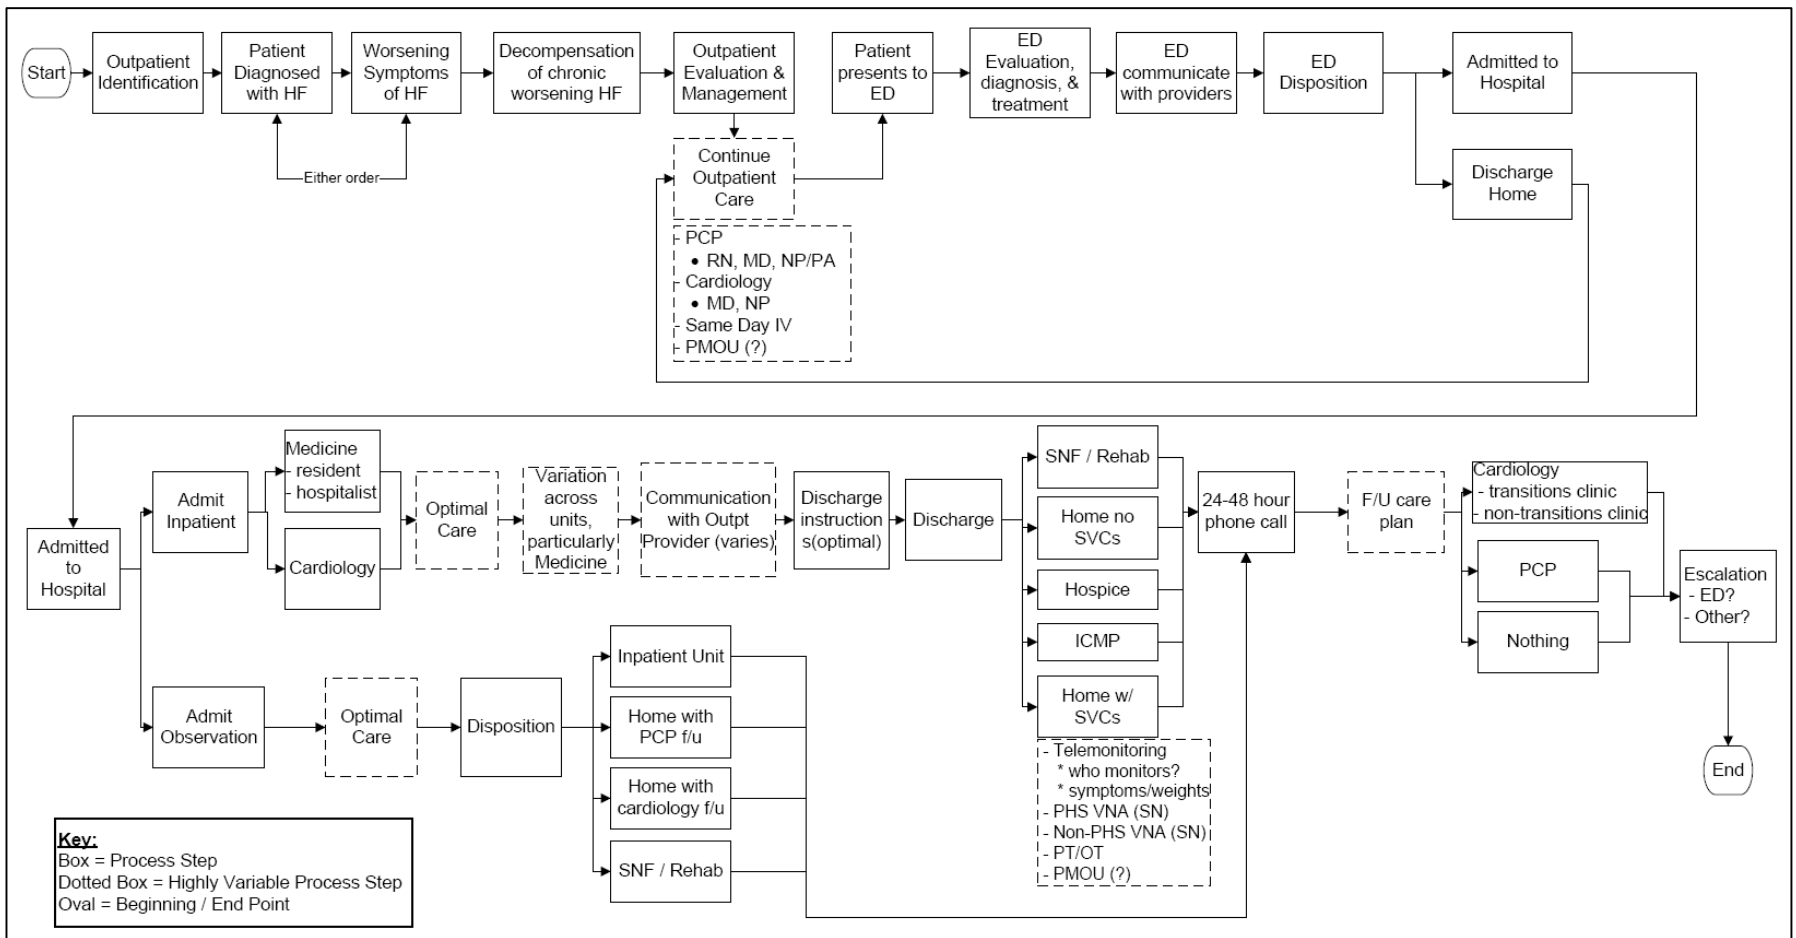 Start
Outpatient
Identification
Patient
Diagnosed
with HF
Worsening
Symptoms
of HF
Either order
Decompensation
of chronic
worsening HF
Outpatient
Evaluation &
Management
Continue
Outpatient
Care
- PCP
• RN, MD, NP/PA
- Cardiology
• MD, NP
- Same Day IV
- PMOU (?)
Patient
presents to
ED
ED
Evaluation,
diagnosis, &
treatment
ED
communicate
with providers
ED
Disposition
Admitted to
Hospital
Discharge
Home
Admitted
to
Hospital
Admit
Inpatient
Medicine
- resident
- hospitalist
Cardiology
Optimal
Care
Variation
across
units,
particularly
Medicine
Communication
with Outpt
Provider (varies)
Discharge
instruction
s(optimal)
Discharge
SNF / Rehab
Home no
SVCs
Hospice
ICMP
Home w/
SVCs
- Telemonitoring
* who monitors?
* symptoms/weights
- PHS VNA (SN)
- Non-PHS VNA (SN)
- PT/OT
- PMOU (?)
24-48 hour
phone call
F/U care
plan
Cardiology
- transitions clinic
- non-transitions clinic
PCP
Nothing
Escalation
- ED?
- Other?
End
Admit
Observation
Optimal
Care
Disposition
Inpatient Unit
Home with
PCP f/u
Home with
cardiology f/u
SNF / Rehab
Key:
Box = Process Step
Dotted Box = Highly Variable Process Step
Oval = Beginning / End Point